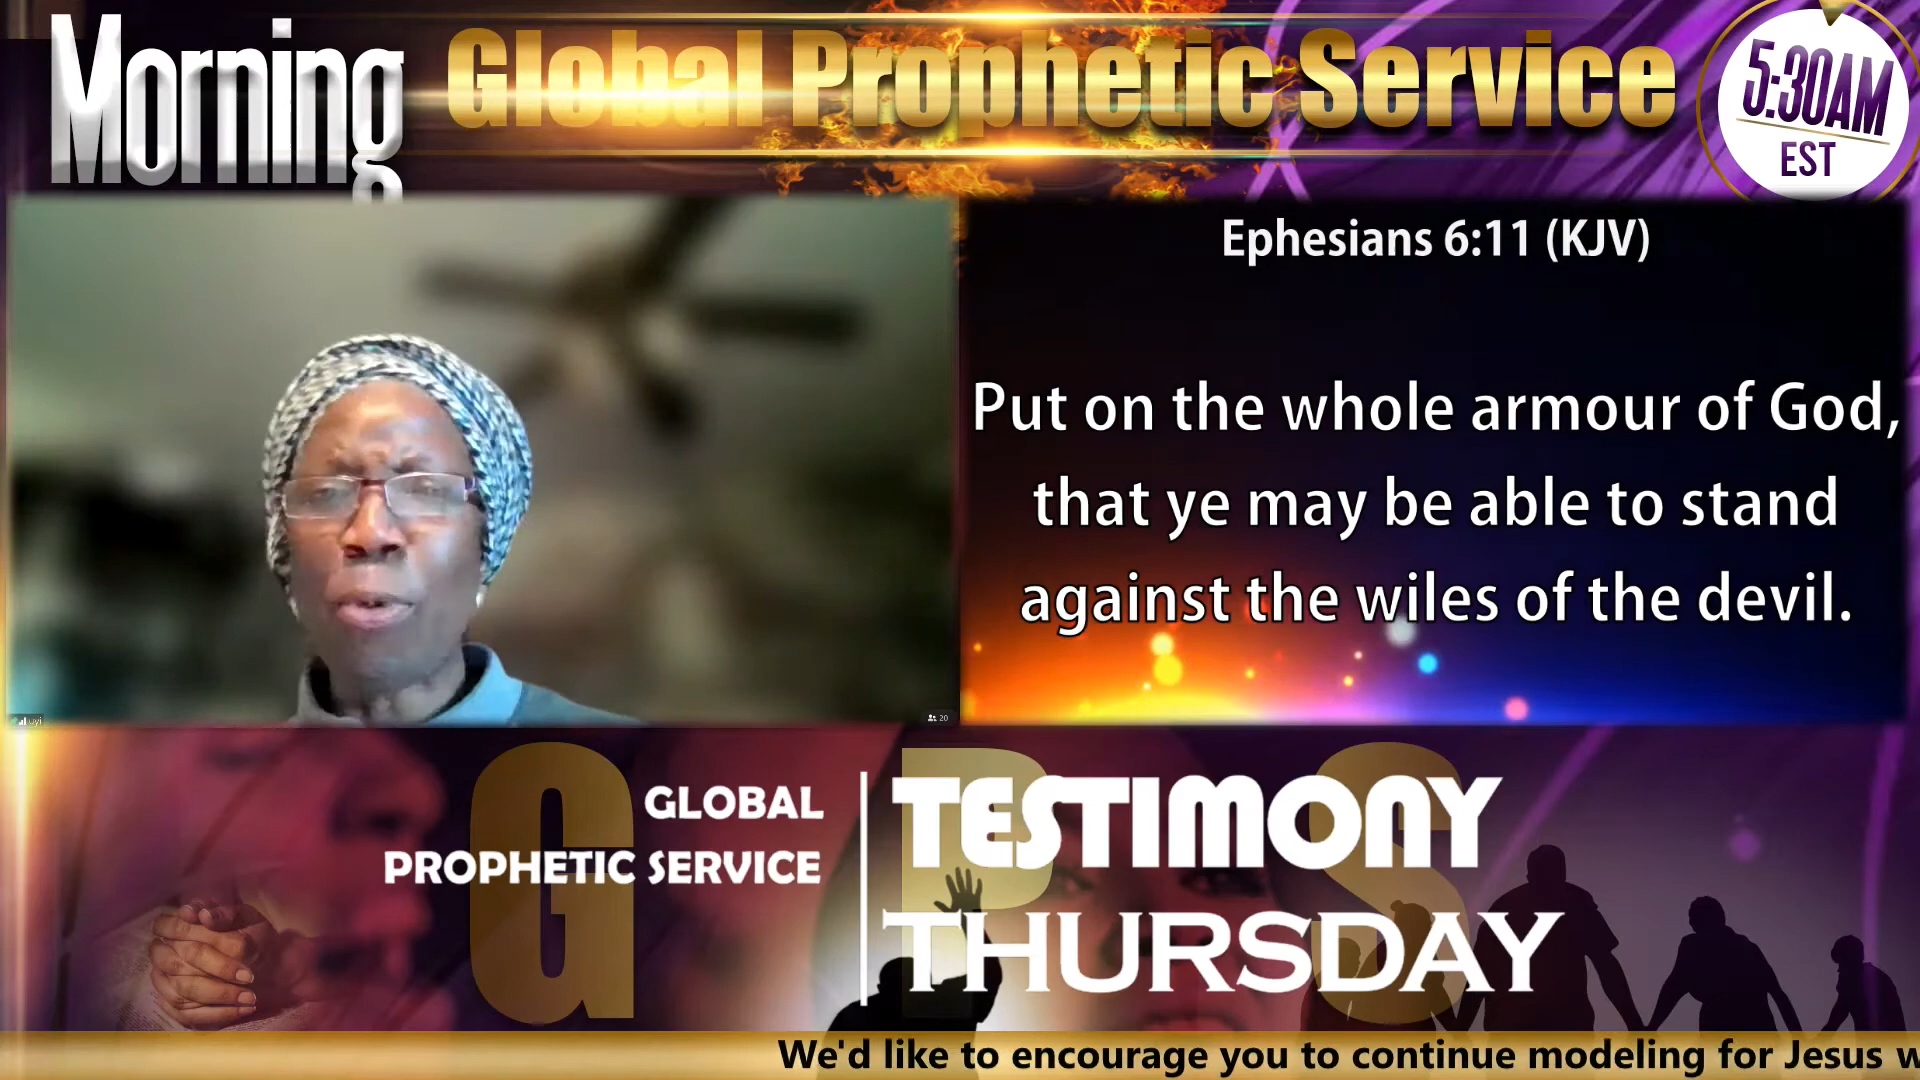 Morning
Global Prophetic Service
5:30AM
EST
Ephesians 6:11 (KJV)
Put on the whole armour of God,
that ye may be able to stand
against the wiles of the devil.
uyi
20
G P S
GLOBAL
PROPHETIC SERVICE
TESTIMONY
THURSDAY
We'd like to encourage you to continue modeling for Jesus w